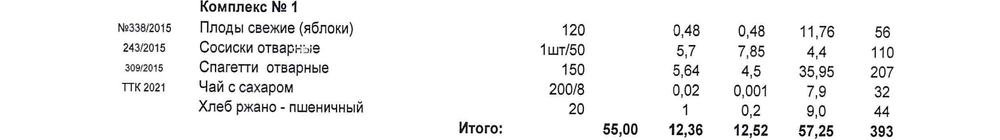 Комплекс № 1
№338/2015 Плоды свежие (яблоки) 120 0,48 0,48 11,76 56
243/2015 Сосиски отварные 1шт/50 5,7 7,85 4,4 110
309/2015 Спагетти отварные 150 5,64 4,5 35,95 207
ТТК 2021 Чай с сахаром 200/8 0,02 0,001 7,9 32
Хлеб ржано - пшеничный 20 1 0,2 9,0 44
Итого: 55,00 12,36 12,52 57,25 393